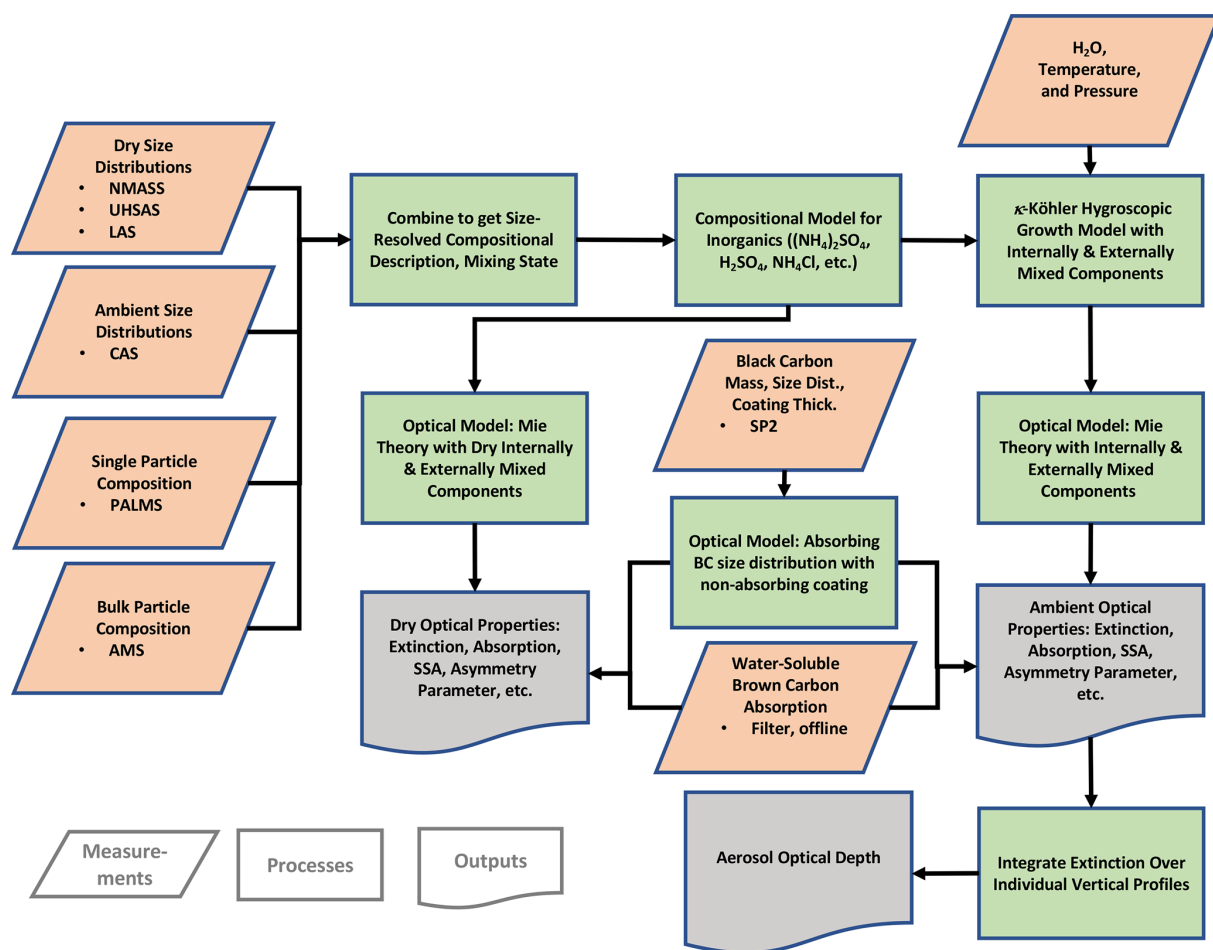 H₂O,
Temperature,
and Pressure
Dry Size
Distributions
• NMASS
• UHSAS
• LAS
Combine to get Size-
Resolved Compositional
Description, Mixing State
Compositional Model for
Inorganics ((NH₄)₂SO₄,
H₂SO₄, NH₄Cl, etc.)
κ-Köhler Hygroscopic
Growth Model with
Internally & Externally
Mixed Components
Ambient Size
Distributions
• CAS
Black Carbon
Mass, Size Dist.,
Coating Thick.
• SP2
Optical Model: Mie
Theory with Dry Internally
& Externally Mixed
Components
Optical Model: Mie
Theory with Internally &
Externally Mixed
Components
Single Particle
Composition
• PALMS
Optical Model: Absorbing
BC size distribution with
non-absorbing coating
Bulk Particle
Composition
• AMS
Dry Optical Properties:
Extinction, Absorption,
SSA, Asymmetry
Parameter, etc.
Ambient Optical
Properties: Extinction,
Absorption, SSA,
Asymmetry Parameter,
etc.
Water-Soluble
Brown Carbon
Absorption
• Filter, offline
Aerosol Optical Depth
Integrate Extinction Over
Individual Vertical Profiles
Measure-
ments
Processes
Outputs